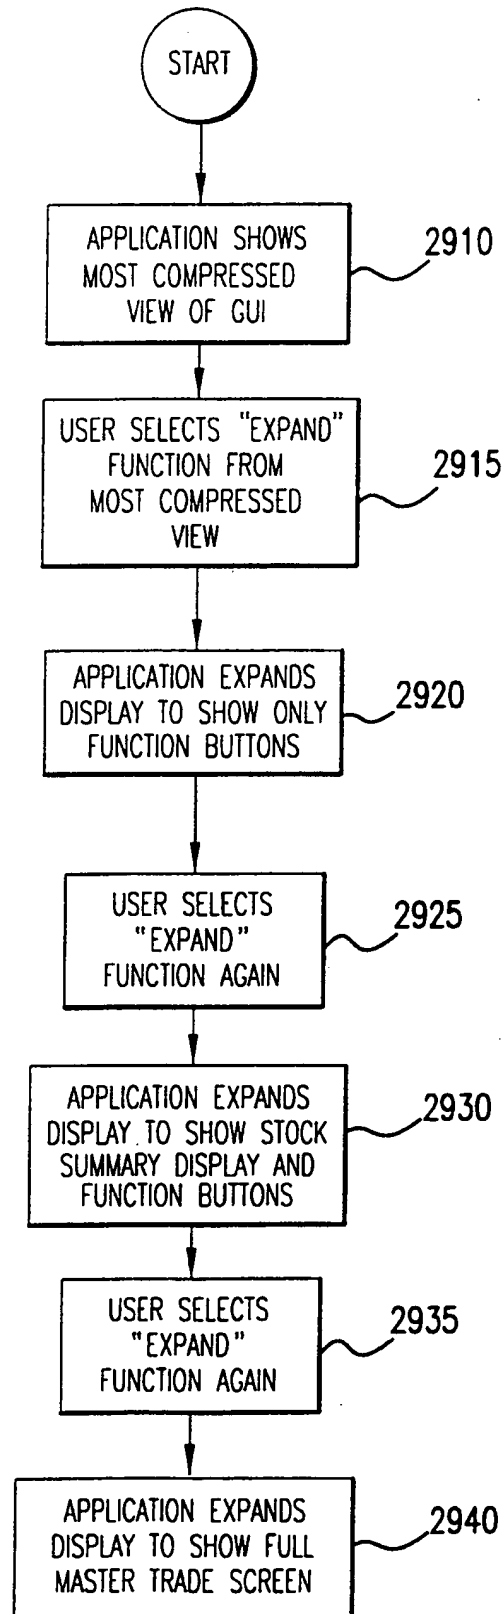 START
APPLICATION SHOWS
MOST COMPRESSED
VIEW OF GUI
2910
USER SELECTS "EXPAND"
FUNCTION FROM
MOST COMPRESSED
VIEW
2915
APPLICATION EXPANDS
DISPLAY TO SHOW ONLY
FUNCTION BUTTONS
2920
USER SELECTS
"EXPAND"
FUNCTION AGAIN
2925
APPLICATION EXPANDS
DISPLAY TO SHOW STOCK
SUMMARY DISPLAY AND
FUNCTION BUTTONS
2930
USER SELECTS
"EXPAND"
FUNCTION AGAIN
2935
APPLICATION EXPANDS
DISPLAY TO SHOW FULL
MASTER TRADE SCREEN
2940